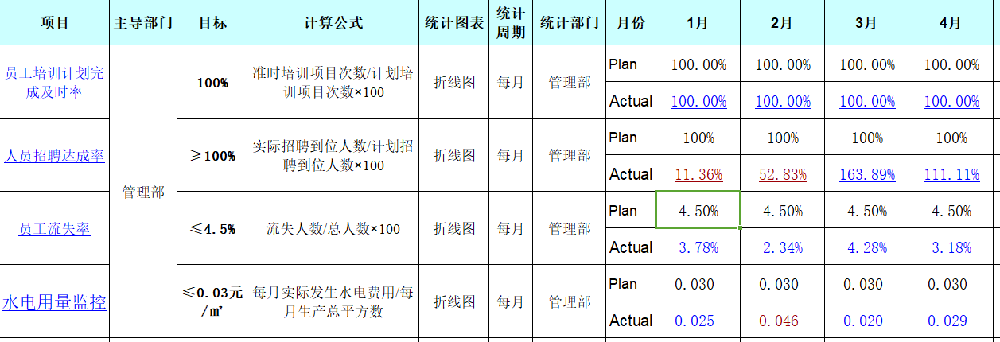 项目 主导部门 目标 计算公式 统计图表 统计周期 统计部门 月份 1月 2月 3月 4月
员工培训计划完成及时率 管理部 100% 准时培训项目次数/计划培训项目次数×100 折线图 每月 管理部
Plan 100.00% 100.00% 100.00% 100.00%
Actual 100.00% 100.00% 100.00% 100.00%
人员招聘达成率 ≥100% 实际招聘到位人数/计划招聘到位人数×100 折线图 每月 管理部
Plan 100% 100% 100% 100%
Actual 11.36% 52.83% 163.89% 111.11%
员工流失率 ≤4.5% 流失人数/总人数×100 折线图 每月 管理部
Plan 4.50% 4.50% 4.50% 4.50%
Actual 3.78% 2.34% 4.28% 3.18%
水电用量监控 ≤0.03元/㎡ 每月实际发生水电费用/每月生产总平方数 折线图 每月 管理部
Plan 0.030 0.030 0.030 0.030
Actual 0.025 0.046 0.020 0.029